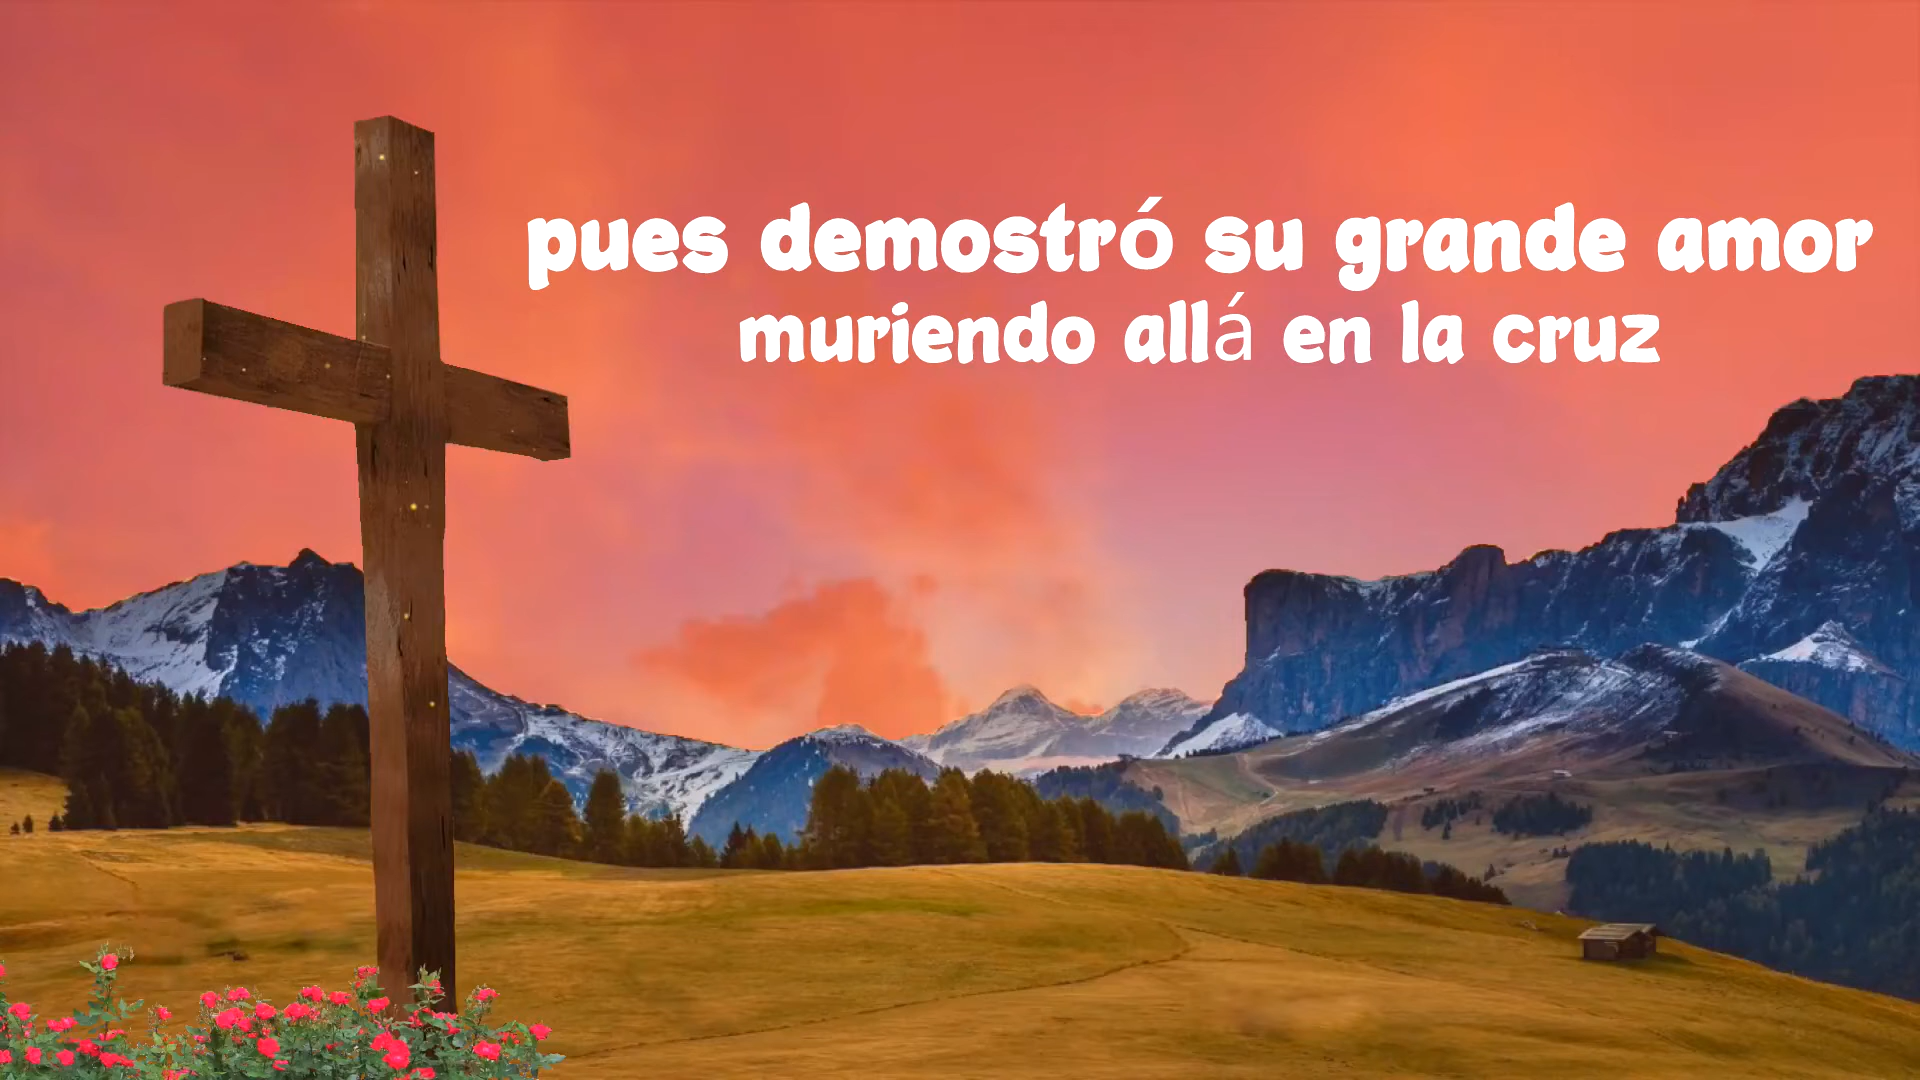 pues demostró su grande amor
muriendo allá en la cruz